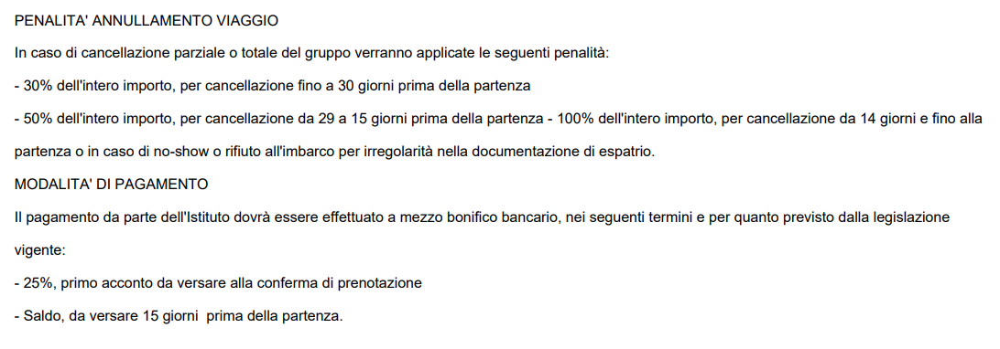 PENALITA' ANNULLAMENTO VIAGGIO
In caso di cancellazione parziale o totale del gruppo verranno applicate le seguenti penalità:
- 30% dell'intero importo, per cancellazione fino a 30 giorni prima della partenza
- 50% dell'intero importo, per cancellazione da 29 a 15 giorni prima della partenza - 100% dell'intero importo, per cancellazione da 14 giorni e fino alla
partenza o in caso di no-show o rifiuto all'imbarco per irregolarità nella documentazione di espatrio.
MODALITA' DI PAGAMENTO
Il pagamento da parte dell'Istituto dovrà essere effettuato a mezzo bonifico bancario, nei seguenti termini e per quanto previsto dalla legislazione
vigente:
- 25%, primo acconto da versare alla conferma di prenotazione
- Saldo, da versare 15 giorni  prima della partenza.